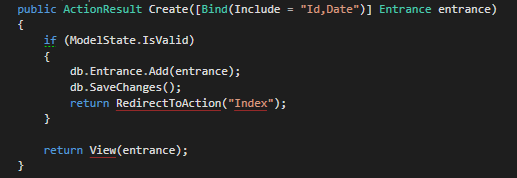 public ActionResult Create([Bind(Include = "Id,Date")] Entrance entrance)
{
if (ModelState.IsValid)
{
db.Entrance.Add(entrance);
db.SaveChanges();
return RedirectToAction("Index");
}
return View(entrance);
}